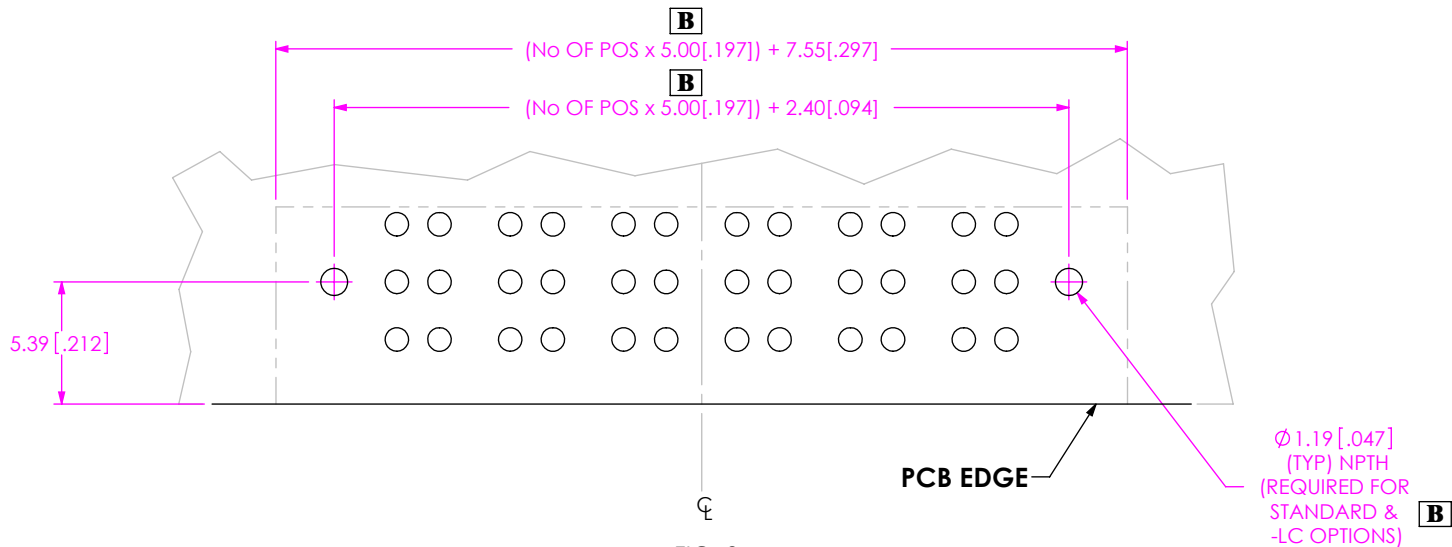 B
(No OF POS x 5.00[.197]) + 7.55[.297]
B
(No OF POS x 5.00[.197]) + 2.40[.094]
5.39 [.212]
PCB EDGE
℄
Ø1.19 [.047]
(TYP) NPTH
(REQUIRED FOR
STANDARD & B
-LC OPTIONS)